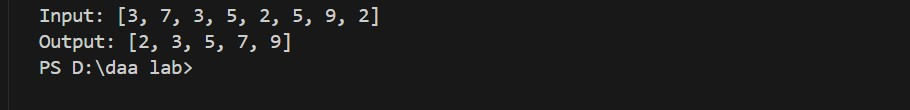 Input: [3, 7, 3, 5, 2, 5, 9, 2]
Output: [2, 3, 5, 7, 9]
PS D:\daa lab>